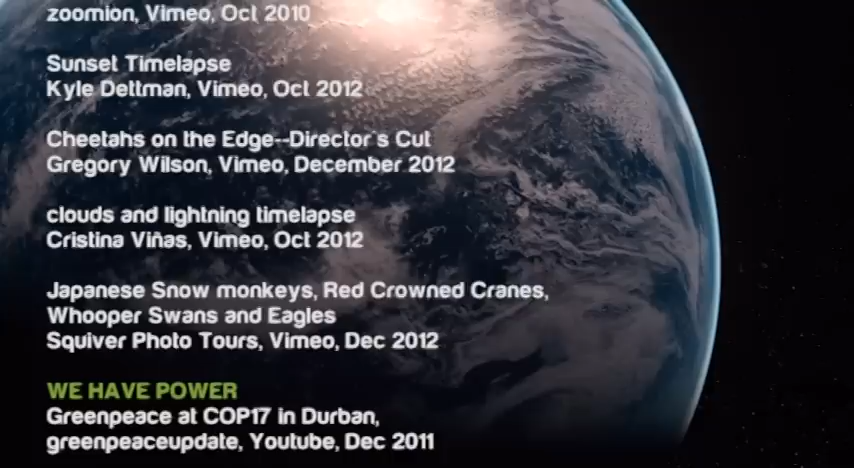 zoomion, Vimeo, Oct 2010
Sunset Timelapse
Kyle Dettman, Vimeo, Oct 2012
Cheetahs on the Edge--Director's Cut
Gregory Wilson, Vimeo, December 2012
clouds and lightning timelapse
Cristina Viñas, Vimeo, Oct 2012
Japanese Snow monkeys, Red Crowned Cranes,
Whooper Swans and Eagles
Squiver Photo Tours, Vimeo, Dec 2012
WE HAVE POWER
Greenpeace at COP17 in Durban,
greenpeaceupdate, Youtube, Dec 2011